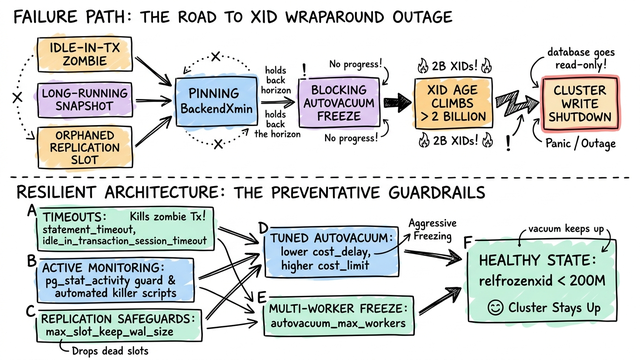 FAILURE PATH: THE ROAD TO XID WRAPAROUND OUTAGE
IDLE-IN-TX
ZOMBIE
LONG-RUNNING
SNAPSHOT
ORPHANED
REPLICATION
SLOT
X
X
X
PINNING
BackendXmin
holds
back
horizon
holds
back
the horizon
!
No progress!
BLOCKING
AUTOVACUUM
FREEZE
No progress!
2B XIDs!
XID AGE
CLIMBS
> 2 BILLION
2B XIDs!
!
database goes
read-only!
CLUSTER
WRITE
SHUTDOWN
Panic / Outage
RESILIENT ARCHITECTURE: THE PREVENTATIVE GUARDRAILS
A
TIMEOUTS: Kills zombie Tx!
statement_timeout,
idle_in_transaction_session_timeout
B
ACTIVE MONITORING:
pg_stat_activity guard &
automated killer scripts
C
REPLICATION SAFEGUARDS:
max_slot_keep_wal_size
Drops dead slots
D
TUNED AUTOVACUUM:
lower cost_delay,
higher cost_limit
Aggressive
Freezing
E
MULTI-WORKER FREEZE:
autovacuum_max_workers
F
vacuum keeps up
HEALTHY STATE:
relfrozenxid < 200M
Cluster Stays Up